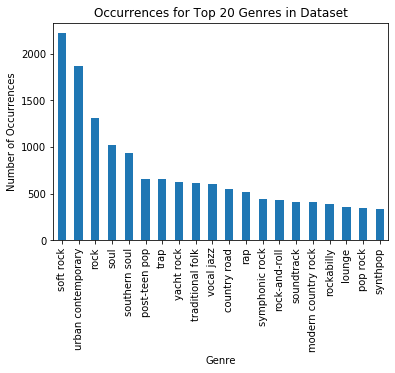 Occurrences for Top 20 Genres in Dataset
Number of Occurrences
2000
1500
1000
500
0
soft rock
urban contemporary
rock
soul
southern soul
post-teen pop
trap
yacht rock
traditional folk
vocal jazz
country road
rap
symphonic rock
rock-and-roll
soundtrack
modern country rock
rockabilly
lounge
pop rock
synthpop
Genre